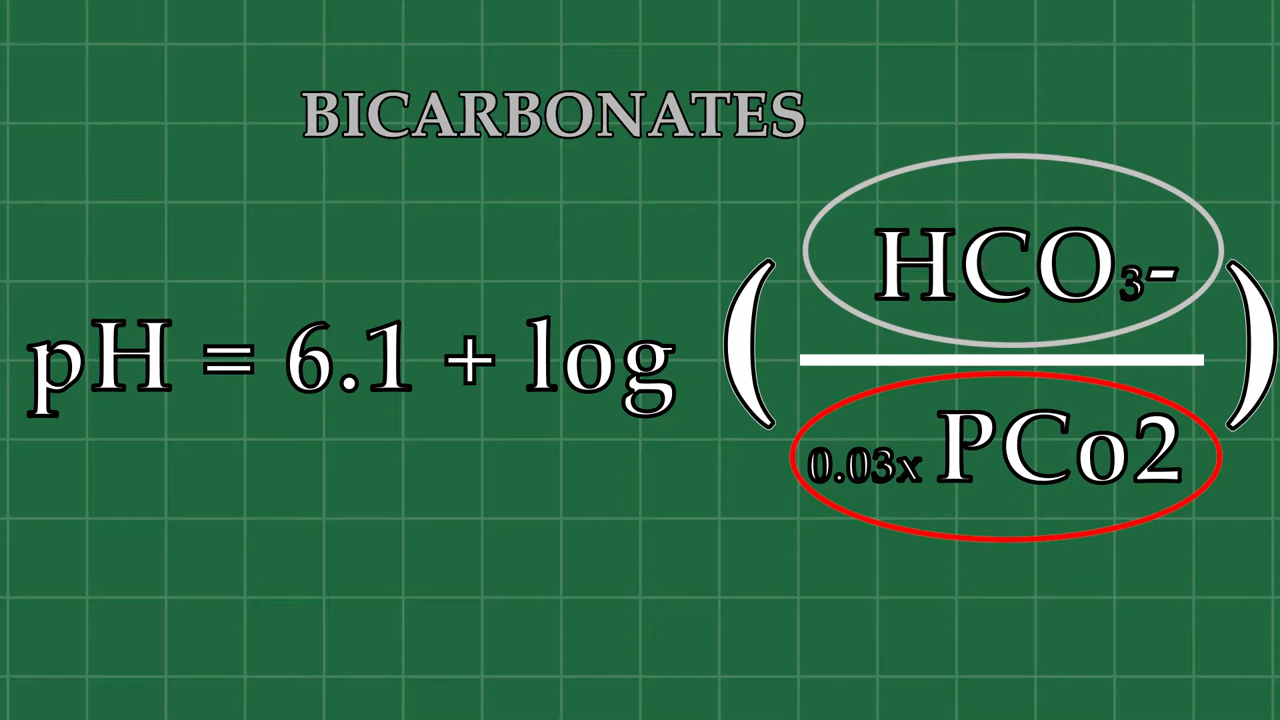 BICARBONATES
HCO₃-
pH = 6.1 + log ( )
0.03x PCo2